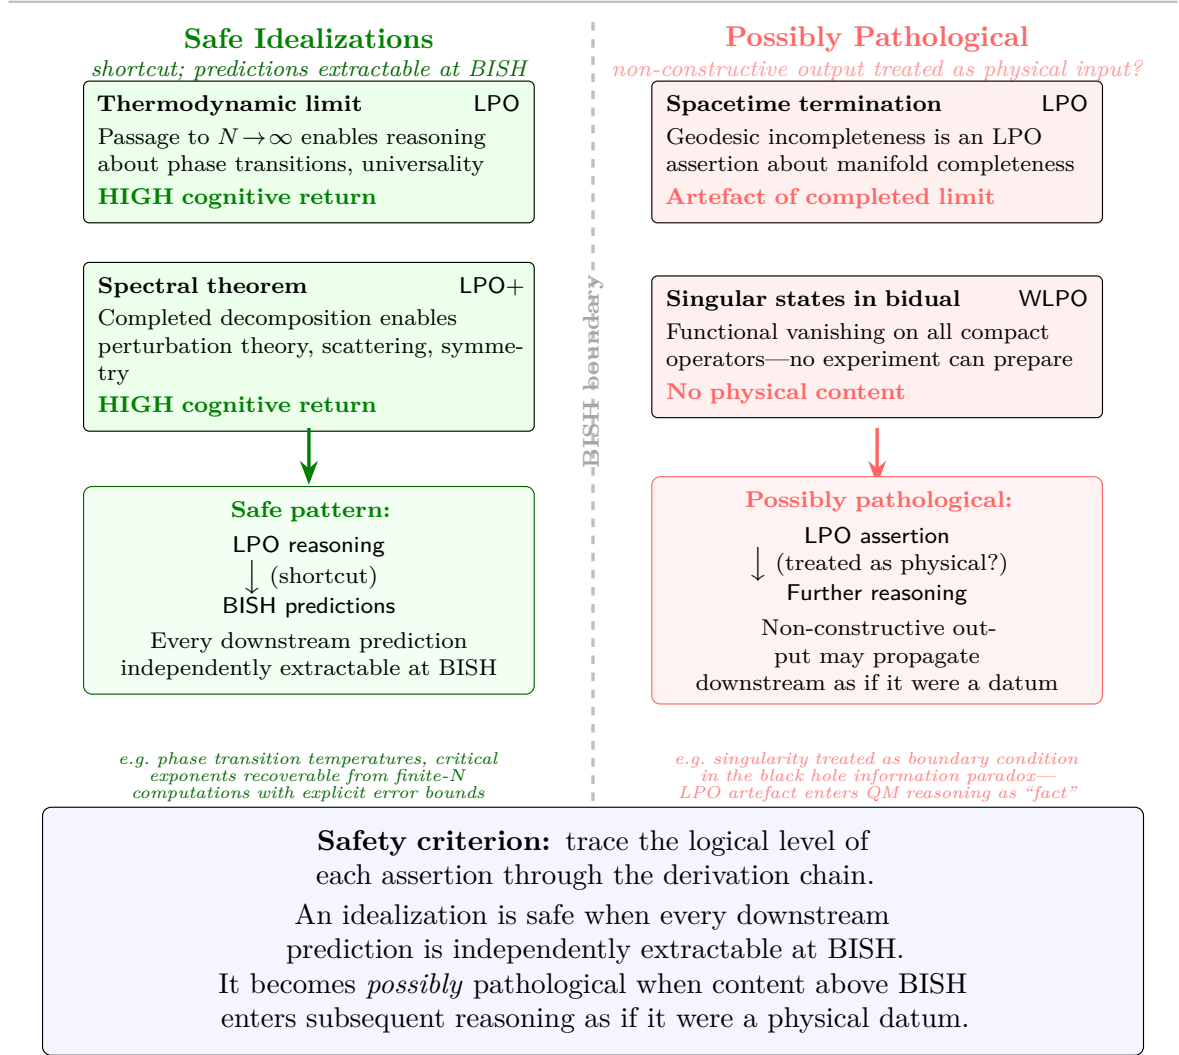 Safe Idealizations
shortcut; predictions extractable at BISH
Thermodynamic limit LPO
Passage to N → ∞ enables reasoning
about phase transitions, universality
HIGH cognitive return
Spectral theorem LPO+
Completed decomposition enables
perturbation theory, scattering, symme-
try
HIGH cognitive return
Safe pattern:
LPO reasoning
↓ (shortcut)
BISH predictions
Every downstream prediction
independently extractable at BISH
e.g. phase transition temperatures, critical
exponents recoverable from finite-N
computations with explicit error bounds
BISH boundary
Possibly Pathological
non-constructive output treated as physical input?
Spacetime termination LPO
Geodesic incompleteness is an LPO
assertion about manifold completeness
Artefact of completed limit
Singular states in bidual WLPO
Functional vanishing on all compact
operators—no experiment can prepare
No physical content
Possibly pathological:
LPO assertion
↓ (treated as physical?)
Further reasoning
Non-constructive out-
put may propagate
downstream as if it were a datum
e.g. singularity treated as boundary condition
in the black hole information paradox—
LPO artefact enters QM reasoning as “fact”
Safety criterion: trace the logical level of
each assertion through the derivation chain.
An idealization is safe when every downstream
prediction is independently extractable at BISH.
It becomes possibly pathological when content above BISH
enters subsequent reasoning as if it were a physical datum.